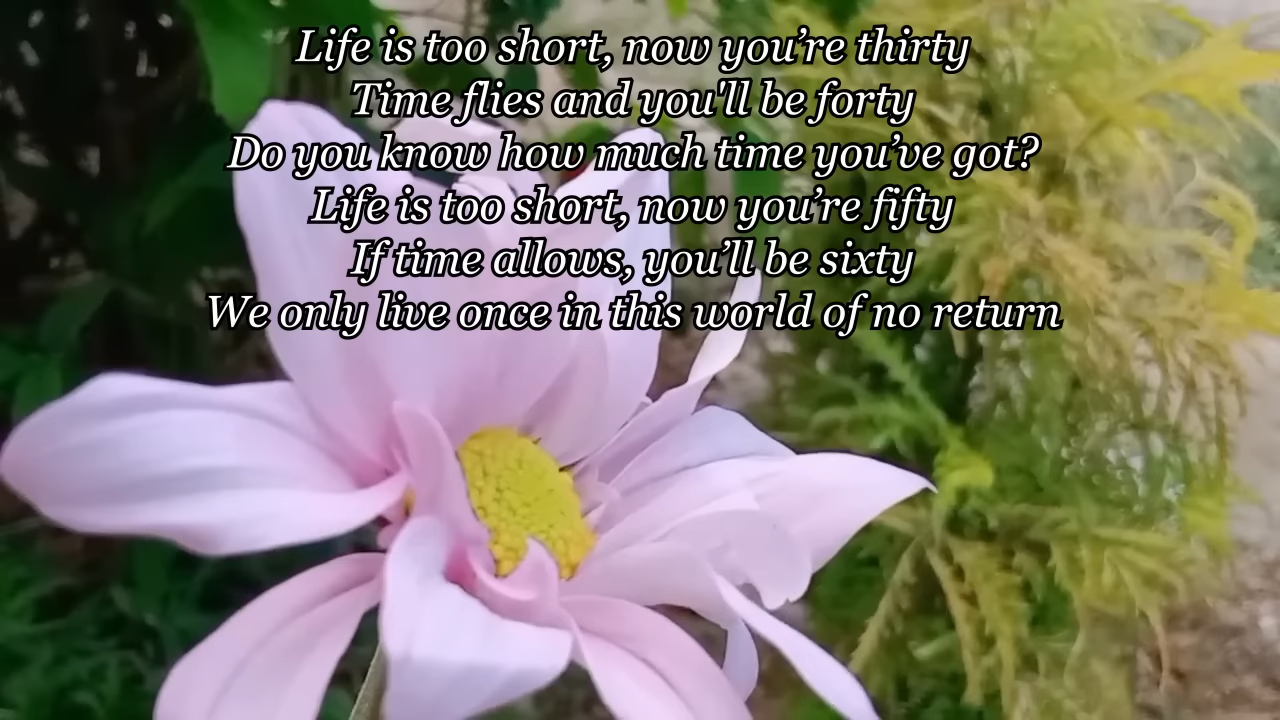 Life is too short, now you’re thirty
Time flies and you'll be forty
Do you know how much time you’ve got?
Life is too short, now you’re fifty
If time allows, you’ll be sixty
We only live once in this world of no return